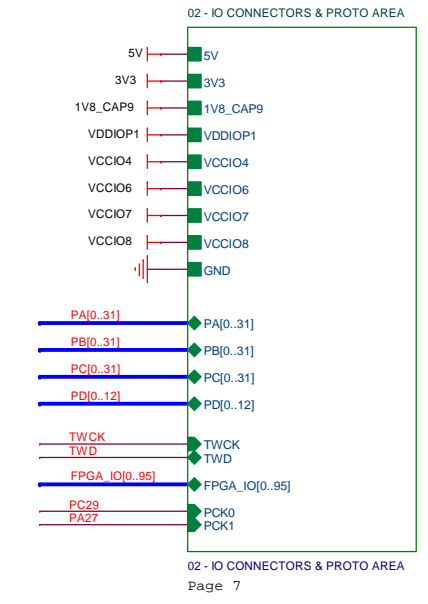 02 - IO CONNECTORS & PROTO AREA
5V 5V
3V3 3V3
1V8_CAP9 1V8_CAP9
VDDIOP1 VDDIOP1
VCCIO4 VCCIO4
VCCIO6 VCCIO6
VCCIO7 VCCIO7
VCCIO8 VCCIO8
GND
PA[0..31] PA[0..31]
PB[0..31] PB[0..31]
PC[0..31] PC[0..31]
PD[0..12] PD[0..12]
TWCK TWCK
TWD TWD
FPGA_IO[0..95] FPGA_IO[0..95]
PC29 PCK0
PA27 PCK1
02 - IO CONNECTORS & PROTO AREA
Page 7